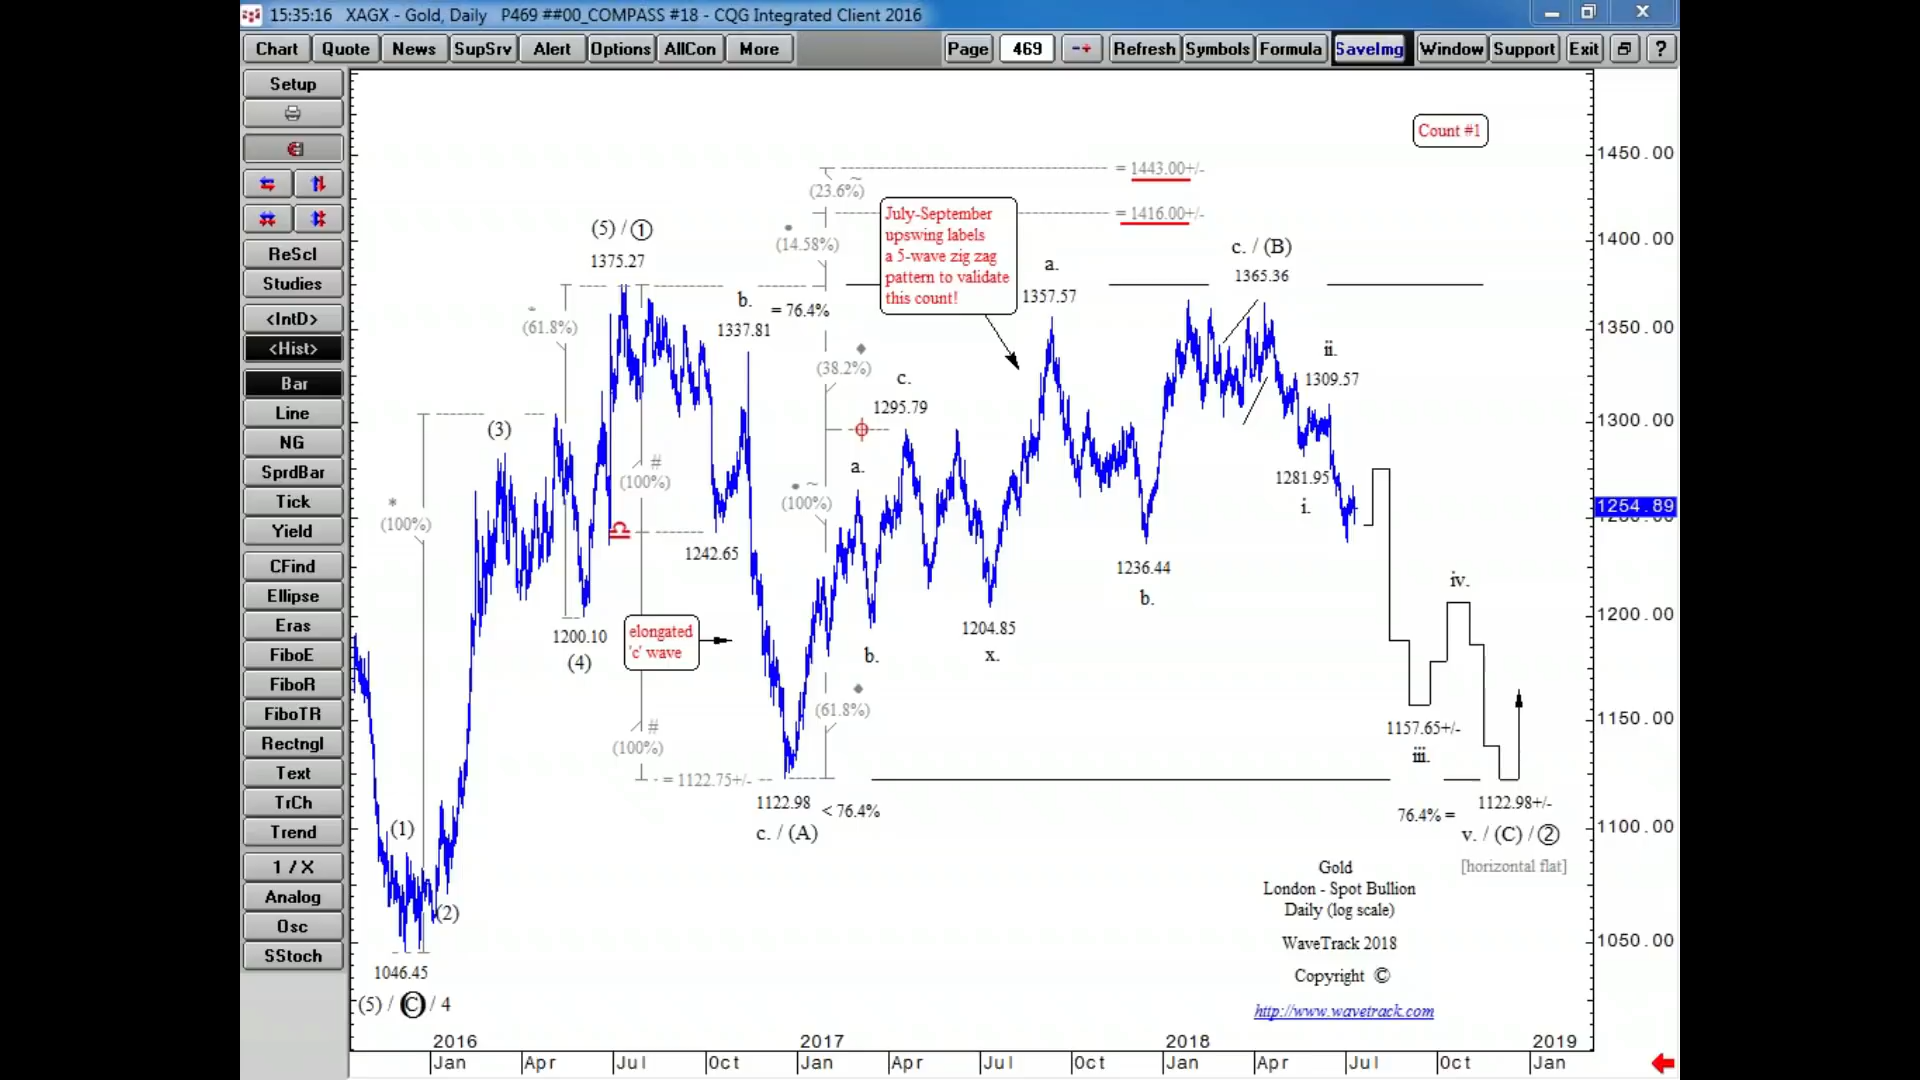 15:35:16 XAGX - Gold, Daily P469 ##00_COMPASS #18 - CQG Integrated Client 2016
Chart Quote News SupSrv Alert Options AllCon More Page 469 -+ Refresh Symbols Formula SaveImg Window Support Exit ?
Setup
ReScl
Studies
<IntD>
<Hist>
Bar
Line
NG
SprdBar
Tick
Yield
CFind
Ellipse
Eras
FiboE
FiboR
FiboTR
Rectngl
Text
TrCh
Trend
1 / X
Analog
Osc
SStoch
Count #1
= 1443.00+/-
(23.6%)
= 1416.00+/-
(14.58%)
July-September
upswing labels
a 5-wave zig zag
pattern to validate
this count!
(5) / ①
1375.27
c. / (B)
1365.36
a.
1357.57
b.
1337.81
= 76.4%
* (61.8%)
(38.2%)
ii.
1309.57
c.
1295.79
(3)
a.
# (100%)
* (100%)
~ (100%)
1281.95
i.
1242.65
1236.44
b.
iv.
1200.10
(4)
elongated
'c' wave
1204.85
x.
b.
(61.8%)
# (100%)
1157.65+/-
iii.
= 1122.75+/-
1122.98
< 76.4%
c. / (A)
1122.98+/-
76.4% =
v. / (C) / ②
[horizontal flat]
(1)
(2)
1046.45
(5) / Ⓒ / 4
Gold
London - Spot Bullion
Daily (log scale)
WaveTrack 2018
Copyright ©
http://www.wavetrack.com
1450.00
1400.00
1350.00
1300.00
1254.89
1250.00
1200.00
1150.00
1100.00
1050.00
2016 2017 2018 2019
Jan Apr Jul Oct Jan Apr Jul Oct Jan Apr Jul Oct Jan